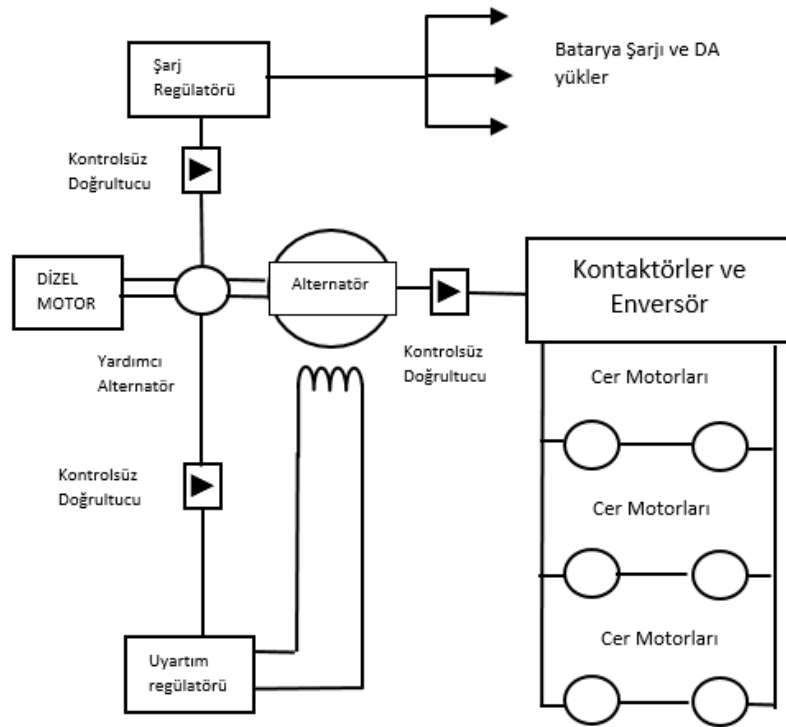 Şarj
Regülatörü
Batarya Şarjı ve DA
yükler
Kontrolsüz
Doğrultucu
DİZEL
MOTOR
Alternatör
Kontaktörler ve
Enversör
Yardımcı
Alternatör
Kontrolsüz
Doğrultucu
Cer Motorları
Kontrolsüz
Doğrultucu
Cer Motorları
Cer Motorları
Uyartım
regülatörü